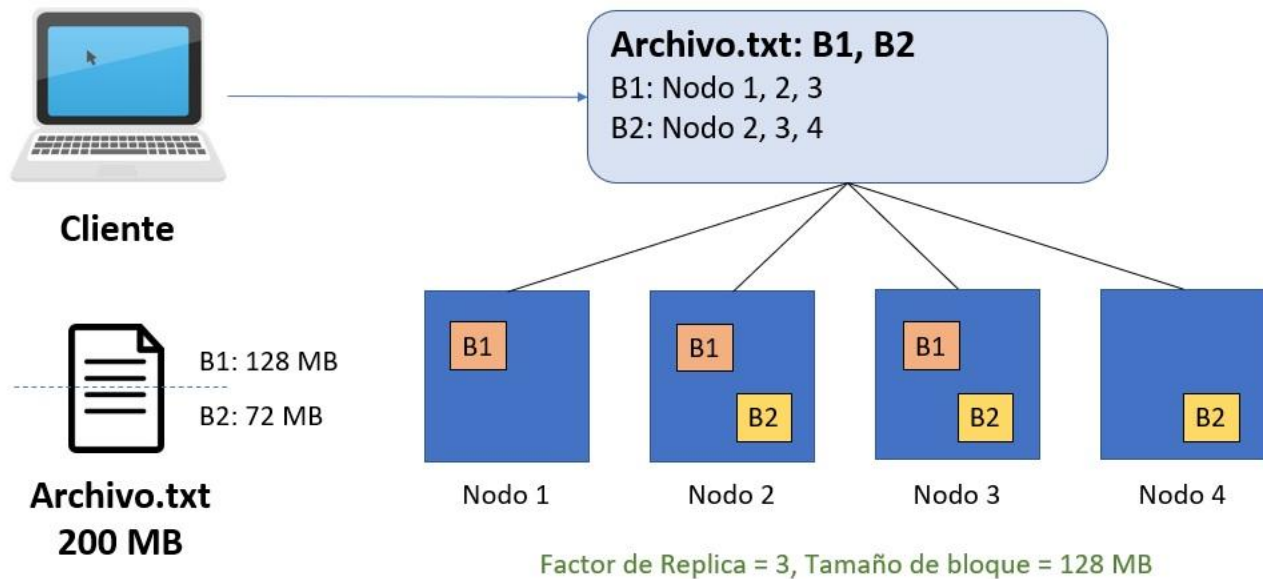 Archivo.txt: B1, B2
B1: Nodo 1, 2, 3
B2: Nodo 2, 3, 4
Cliente
B1: 128 MB
B2: 72 MB
Archivo.txt
200 MB
B1
B1
B2
B1
B2
B2
Nodo 1
Nodo 2
Nodo 3
Nodo 4
Factor de Replica = 3, Tamaño de bloque = 128 MB